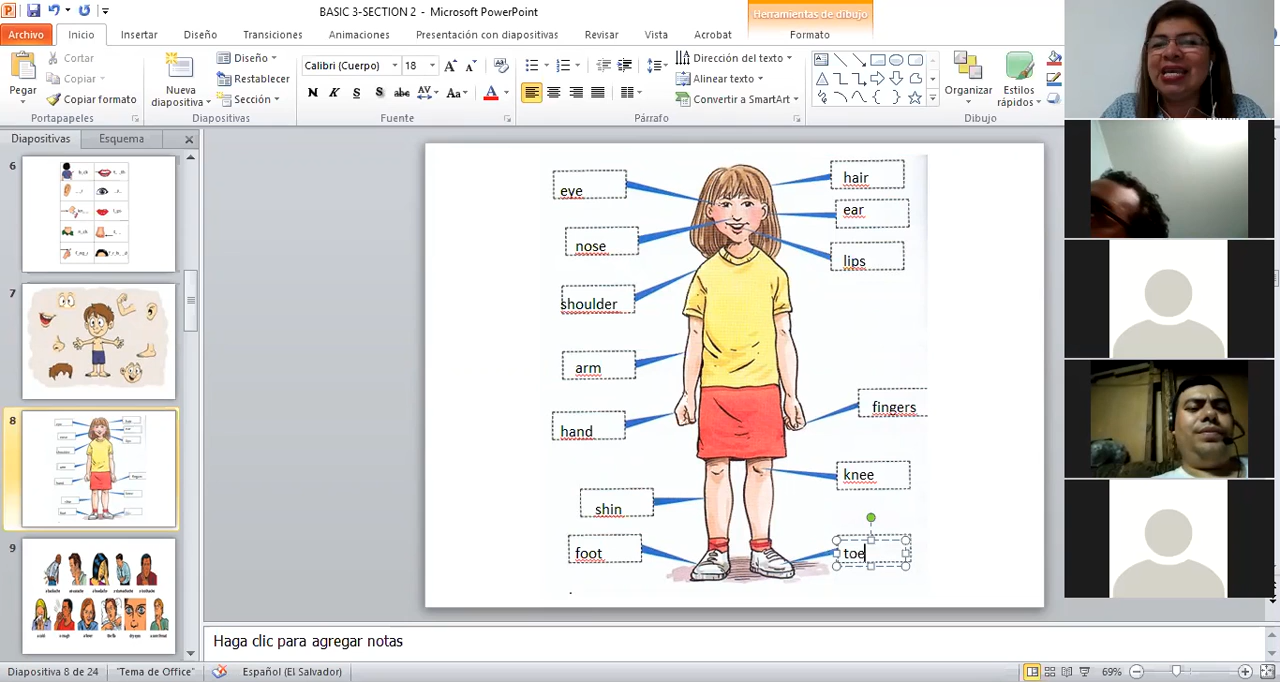 BASIC 3-SECTION 2 - Microsoft PowerPoint
Herramientas de dibujo
Archivo
Inicio
Insertar
Diseño
Transiciones
Animaciones
Presentación con diapositivas
Revisar
Vista
Acrobat
Formato
Pegar
Cortar
Copiar
Copiar formato
Portapapeles
Nueva
diapositiva
Diseño
Restablecer
Sección
Diapositivas
Calibri (Cuerpo)
18
N K S S abc AV Aa A
Fuente
Dirección del texto
Alinear texto
Convertir a SmartArt
Párrafo
Organizar
Estilos
rápidos
Dibujo
Diapositivas
Esquema
6
7
8
9
eye
hair
ear
nose
lips
shoulder
arm
hand
fingers
knee
shin
foot
toe
.
Haga clic para agregar notas
Diapositiva 8 de 24
"Tema de Office"
Español (El Salvador)
69%